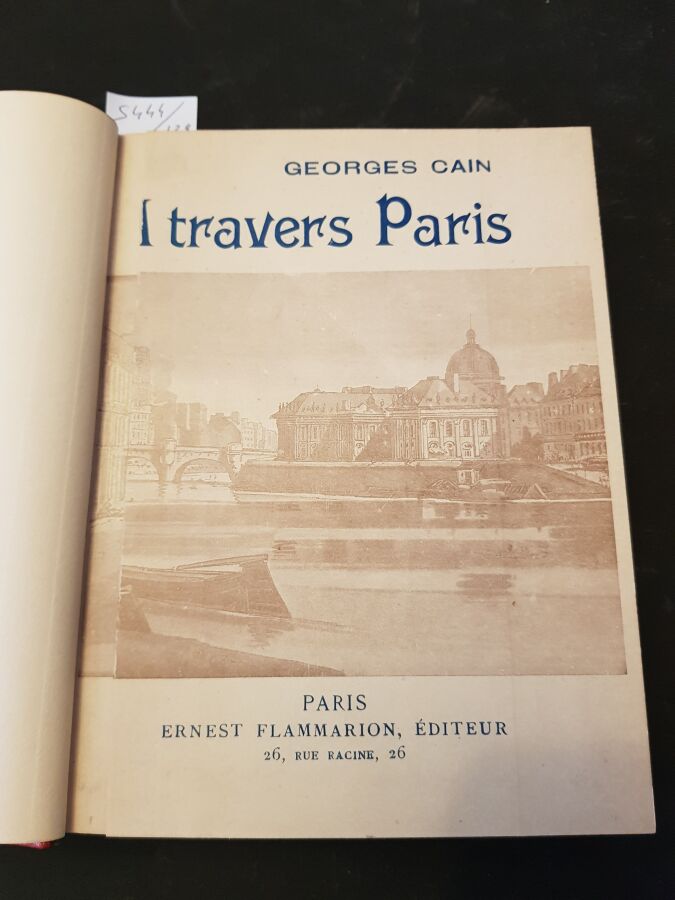 5444/
128
GEORGES CAIN
travers Paris
PARIS
ERNEST FLAMMARION, ÉDITEUR
26, RUE RACINE, 26